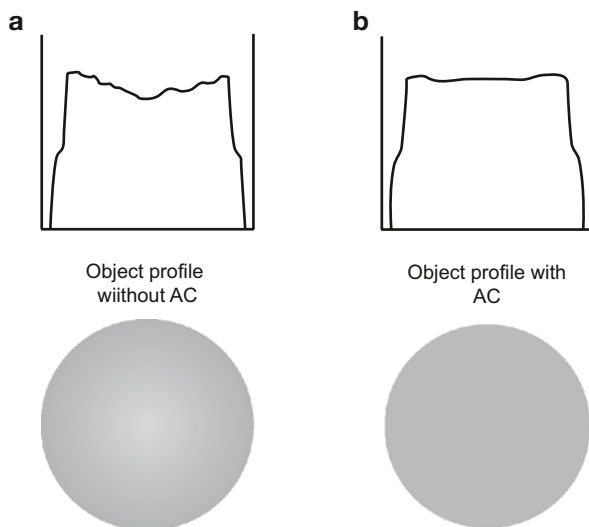 a
b
Object profile
wiithout AC
Object profile with
AC